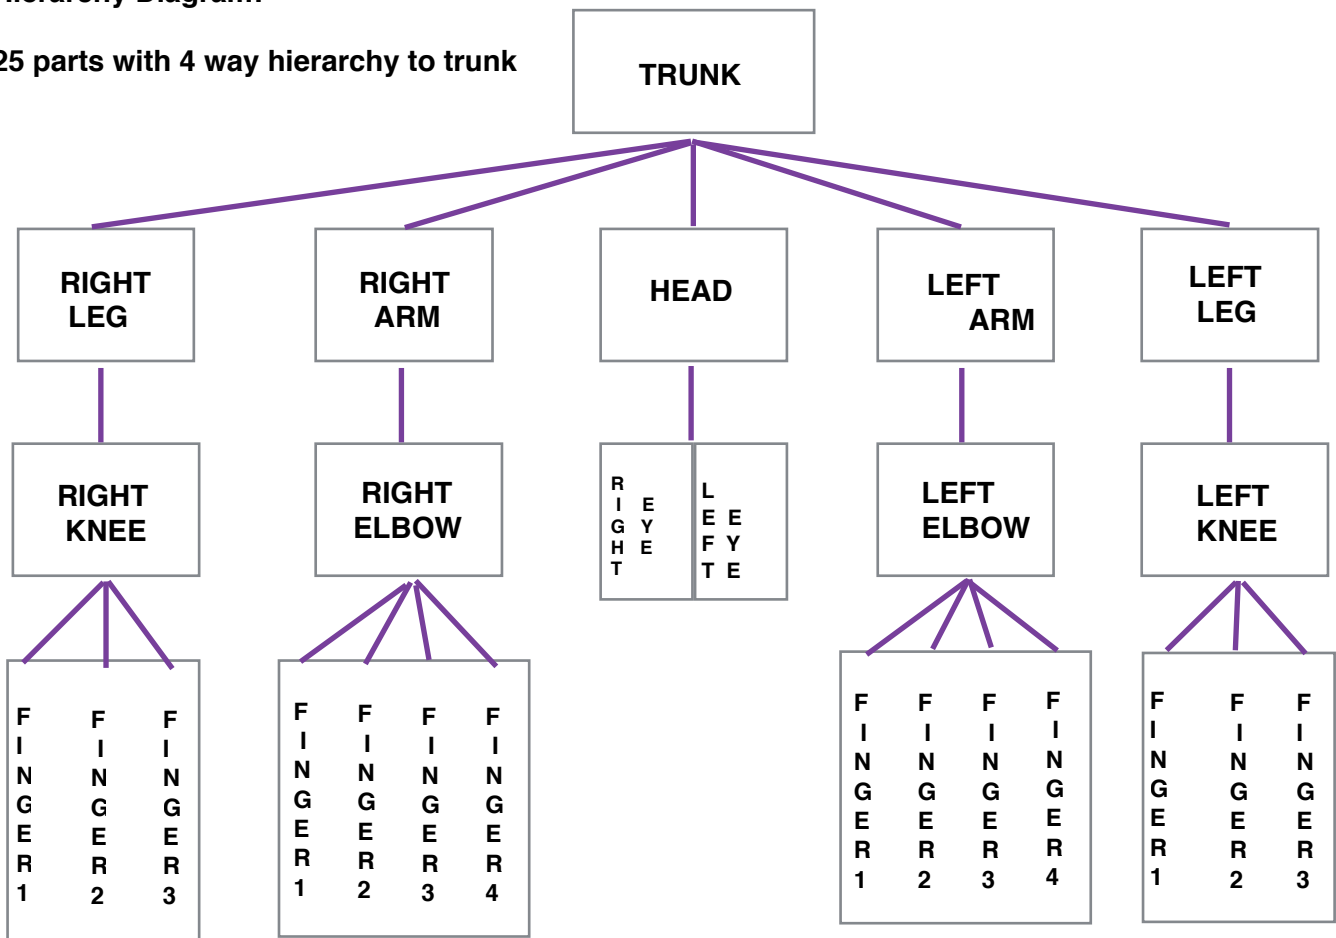 Hierarchy Diagram:
25 parts with 4 way hierarchy to trunk
TRUNK
RIGHT
LEG
RIGHT
ARM
HEAD
LEFT
ARM
LEFT
LEG
RIGHT
KNEE
RIGHT
ELBOW
RIGHT
EYE
LEFT
EYE
LEFT
ELBOW
LEFT
KNEE
FINGER1
FINGER2
FINGER3
FINGER1
FINGER2
FINGER3
FINGER4
FINGER1
FINGER2
FINGER3
FINGER4
FINGER1
FINGER2
FINGER3